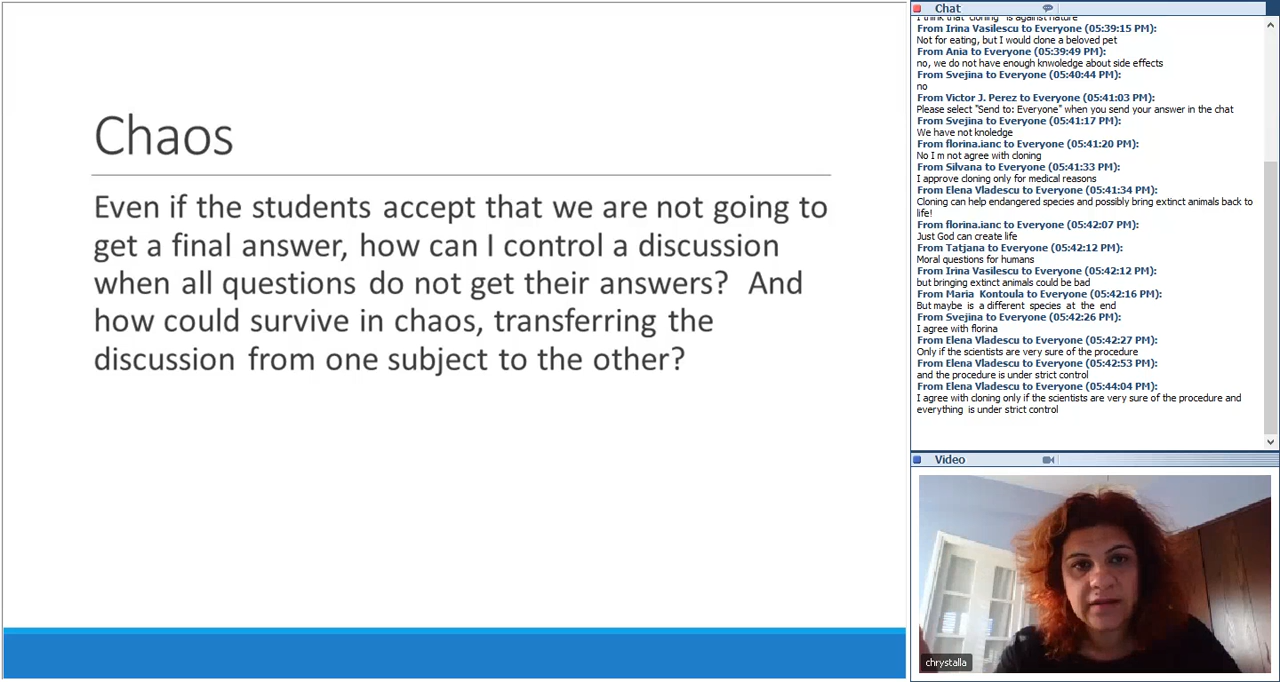 Chaos
Even if the students accept that we are not going to
get a final answer, how can I control a discussion
when all questions do not get their answers?  And
how could survive in chaos, transferring the
discussion from one subject to the other?
Chat
I think that "cloning" is against nature
From Irina Vasilescu to Everyone (05:39:15 PM):
Not for eating, but I would clone a beloved pet
From Ania to Everyone (05:39:49 PM):
no, we do not have enough knwoledge about side effects
From Svejina to Everyone (05:40:44 PM):
no
From Victor J. Perez to Everyone (05:41:03 PM):
Please select "Send to: Everyone" when you send your answer in the chat
From Svejina to Everyone (05:41:17 PM):
We have not knoledge
From florina.ianc to Everyone (05:41:20 PM):
No I m not agree with cloning
From Silvana to Everyone (05:41:33 PM):
I approve cloning only for medical reasons
From Elena Vladescu to Everyone (05:41:34 PM):
Cloning can help endangered species and possibly bring extinct animals back to
life!
From florina.ianc to Everyone (05:42:07 PM):
Just God can create life
From Tatjana to Everyone (05:42:12 PM):
Moral questions for humans
From Irina Vasilescu to Everyone (05:42:12 PM):
but bringing extinct animals could be bad
From Maria  Kontoula to Everyone (05:42:16 PM):
But maybe  is a different  species  at  the  end
From Svejina to Everyone (05:42:26 PM):
I agree with florina
From Elena Vladescu to Everyone (05:42:27 PM):
Only if the scientists are very sure of the procedure
From Elena Vladescu to Everyone (05:42:53 PM):
and the procedure is under strict control
From Elena Vladescu to Everyone (05:44:04 PM):
I agree with cloning only if the scientists are very sure of the procedure and
everything  is under strict control
Video
chrystalla